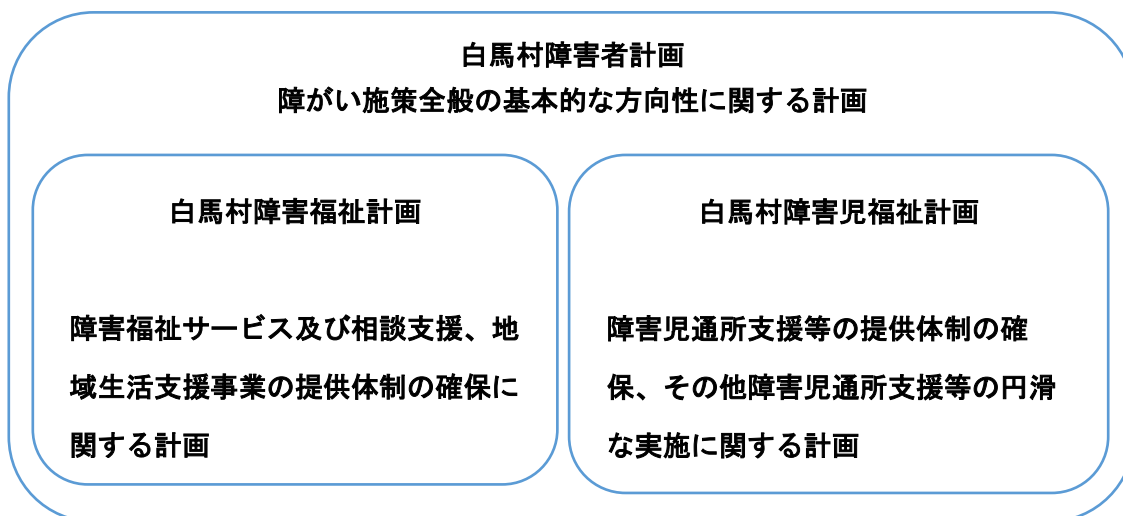 白馬村障害者計画
障がい施策全般の基本的な方向性に関する計画
白馬村障害福祉計画
障害福祉サービス及び相談支援、地
域生活支援事業の提供体制の確保に
関する計画
白馬村障害児福祉計画
障害児通所支援等の提供体制の確
保、その他障害児通所支援等の円滑
な実施に関する計画